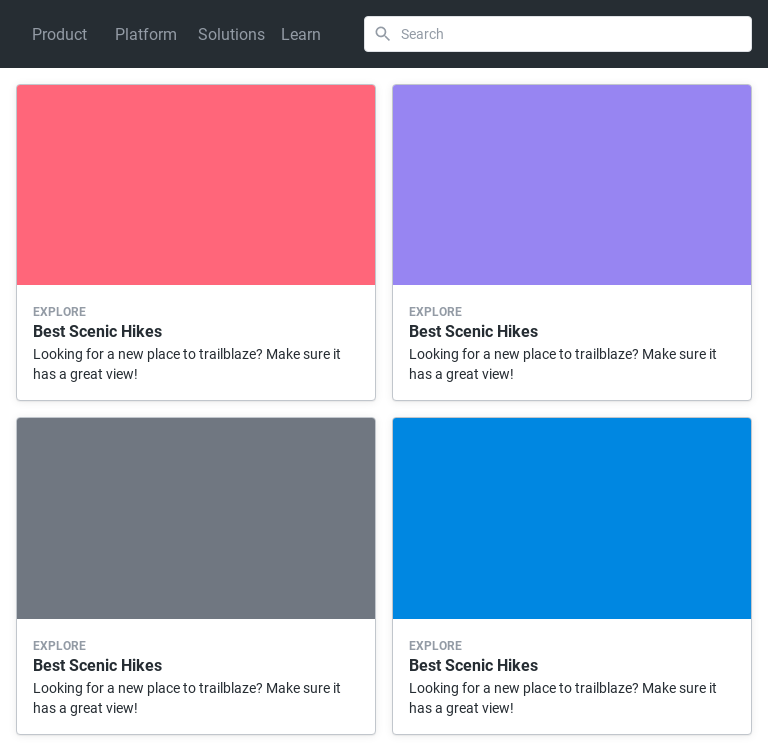 Product Platform Solutions Learn Search
EXPLORE
Best Scenic Hikes
Looking for a new place to trailblaze? Make sure it
has a great view!
EXPLORE
Best Scenic Hikes
Looking for a new place to trailblaze? Make sure it
has a great view!
EXPLORE
Best Scenic Hikes
Looking for a new place to trailblaze? Make sure it
has a great view!
EXPLORE
Best Scenic Hikes
Looking for a new place to trailblaze? Make sure it
has a great view!